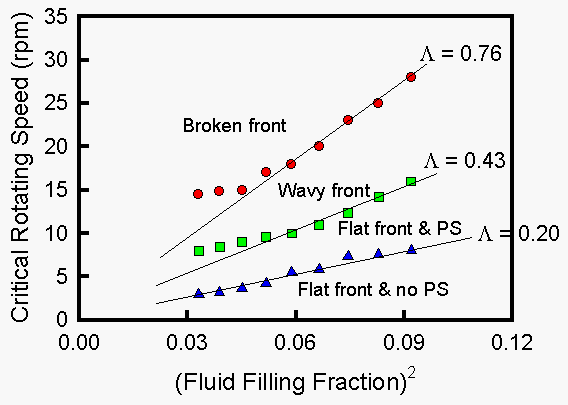 Critical Rotating Speed (rpm)
35
30
25
20
15
10
5
0
Λ = 0.76
Broken front
Λ = 0.43
Wavy front
Flat front & PS
Λ = 0.20
Flat front & no PS
0.00 0.03 0.06 0.09 0.12
(Fluid Filling Fraction)²